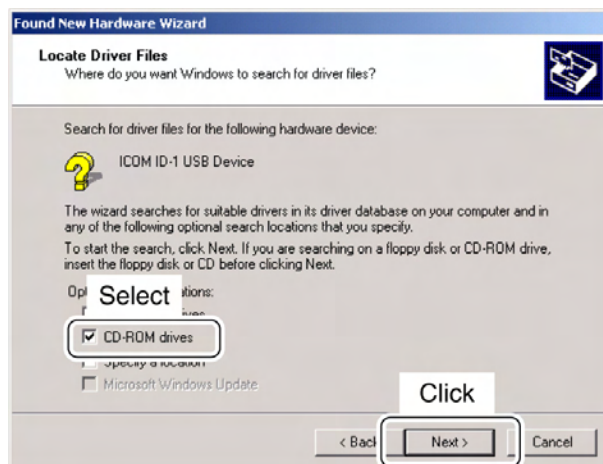 Found New Hardware Wizard
Locate Driver Files
Where do you want Windows to search for driver files?
Search for driver files for the following hardware device:
ICOM ID-1 USB Device
The wizard searches for suitable drivers in its driver database on your computer and in
any of the following optional search locations that you specify.
To start the search, click Next. If you are searching on a floppy disk or CD-ROM drive,
insert the floppy disk or CD before clicking Next.
Select
CD-ROM drives
Specify a location
Microsoft Windows Update
Click
< Back Next > Cancel